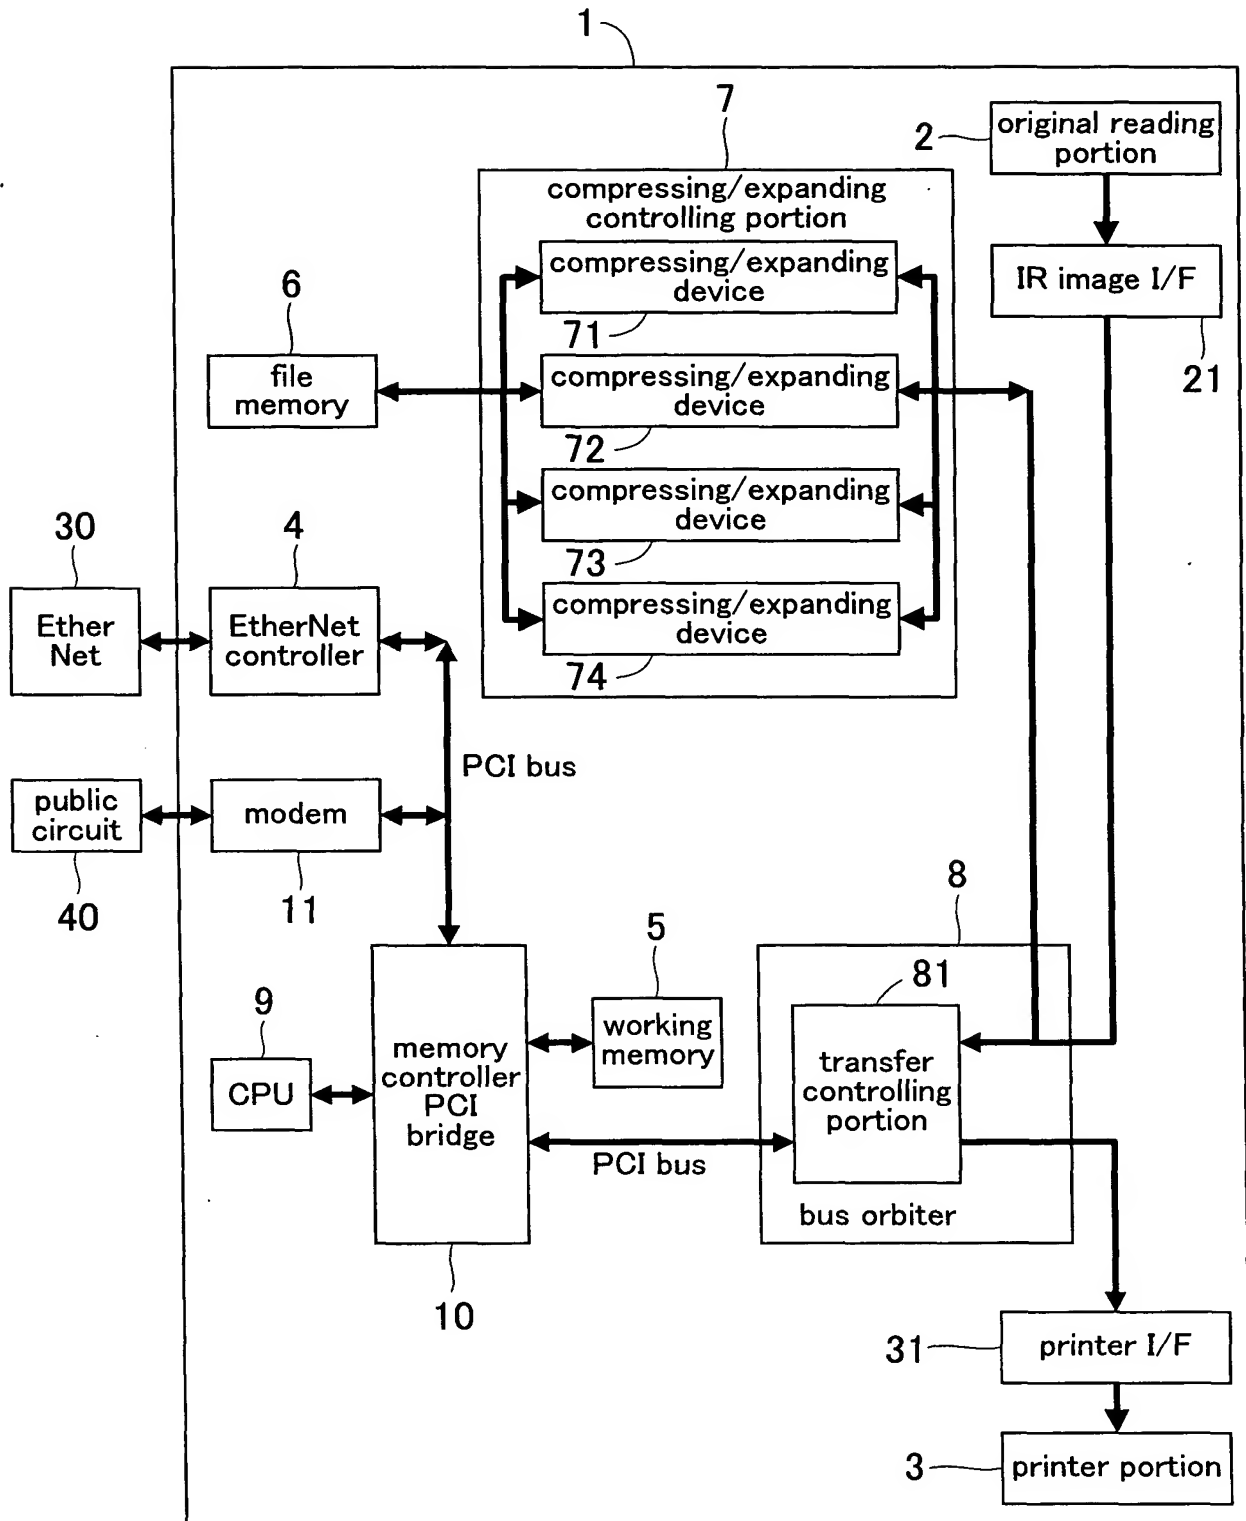 1
7
2
original reading
portion
compressing/expanding
controlling portion
compressing/expanding
device
71
IR image I/F
21
6
file
memory
compressing/expanding
device
72
compressing/expanding
device
73
30
4
Ether
Net
EtherNet
controller
compressing/expanding
device
74
PCI bus
public
circuit
40
modem
11
8
5
81
9
working
memory
CPU
memory
controller
PCI
bridge
transfer
controlling
portion
PCI bus
bus orbiter
10
31
printer I/F
3
printer portion